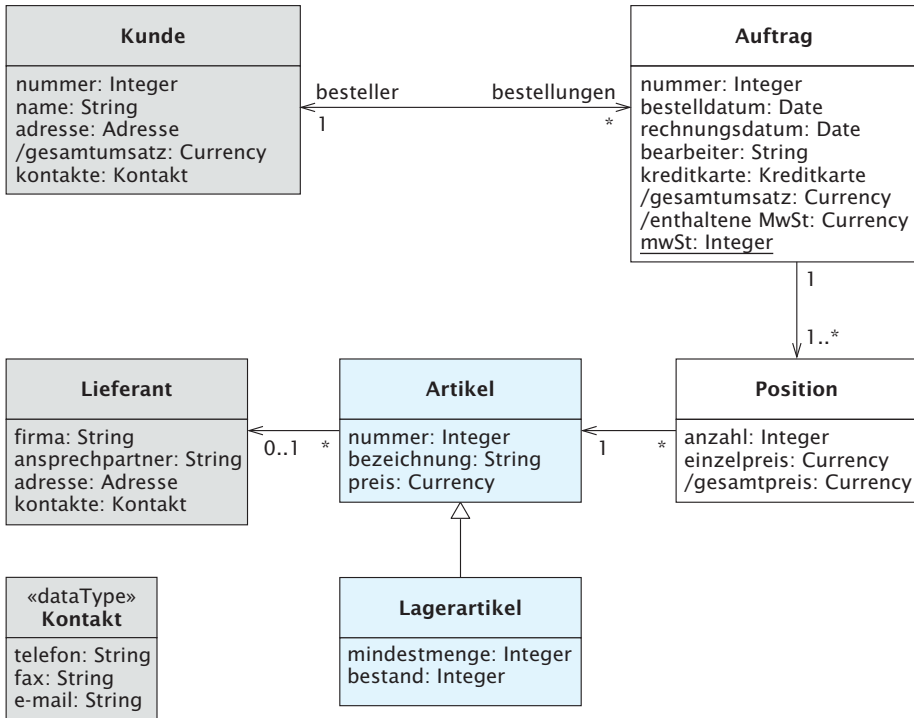 Kunde
nummer: Integer
name: String
adresse: Adresse
/gesamtumsatz: Currency
kontakte: Kontakt
besteller
1
bestellungen
*
Auftrag
nummer: Integer
bestelldatum: Date
rechnungsdatum: Date
bearbeiter: String
kreditkarte: Kreditkarte
/gesamtumsatz: Currency
/enthaltene MwSt: Currency
mwSt: Integer
1
1..*
Lieferant
firma: String
ansprechpartner: String
adresse: Adresse
kontakte: Kontakt
0..1
*
Artikel
nummer: Integer
bezeichnung: String
preis: Currency
1
*
Position
anzahl: Integer
einzelpreis: Currency
/gesamtpreis: Currency
«dataType»
Kontakt
telefon: String
fax: String
e-mail: String
Lagerartikel
mindestmenge: Integer
bestand: Integer